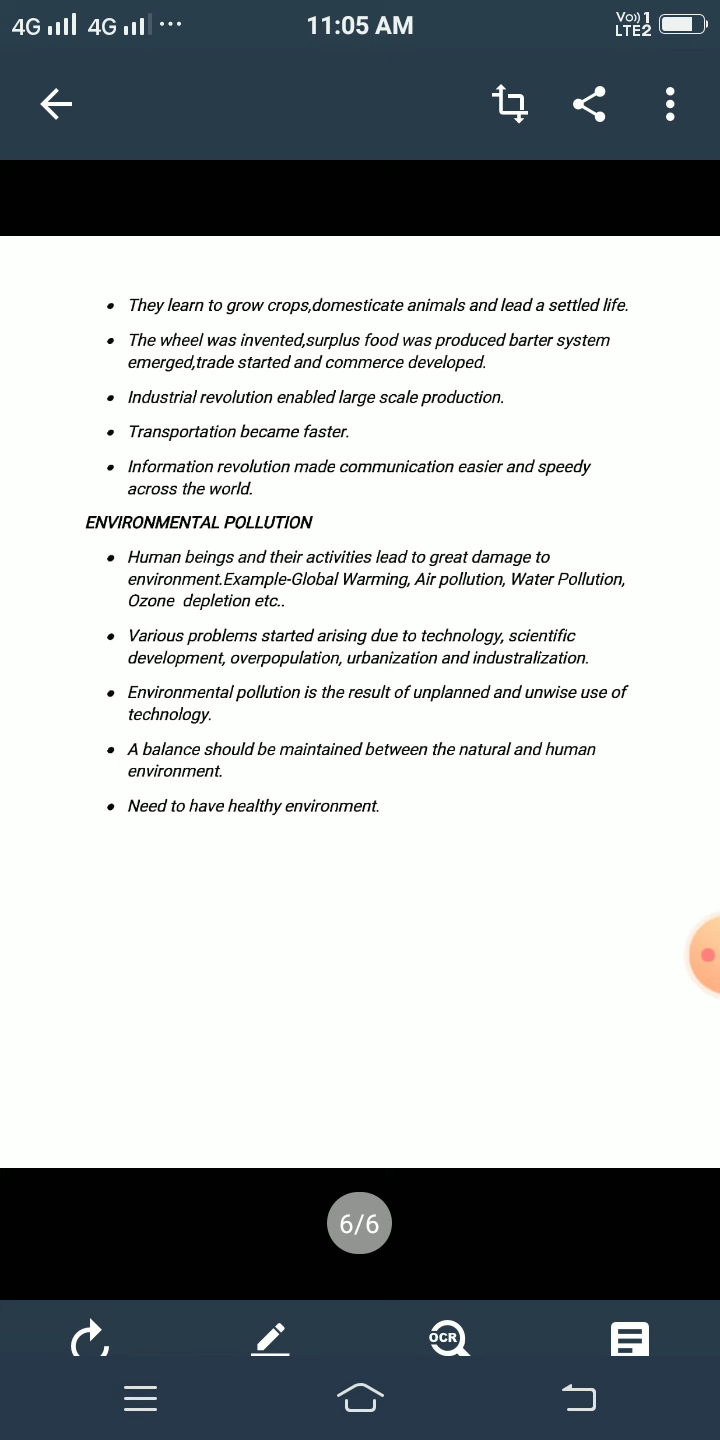 4G 4G ... 11:05 AM Vo)) 1
LTE2
• They learn to grow crops,domesticate animals and lead a settled life.
• The wheel was invented,surplus food was produced barter system
emerged,trade started and commerce developed.
• Industrial revolution enabled large scale production.
• Transportation became faster.
• Information revolution made communication easier and speedy
across the world.
ENVIRONMENTAL POLLUTION
• Human beings and their activities lead to great damage to
environment.Example-Global Warming, Air pollution, Water Pollution,
Ozone depletion etc..
• Various problems started arising due to technology, scientific
development, overpopulation, urbanization and industralization.
• Environmental pollution is the result of unplanned and unwise use of
technology.
• A balance should be maintained between the natural and human
environment.
• Need to have healthy environment.
6/6
OCR